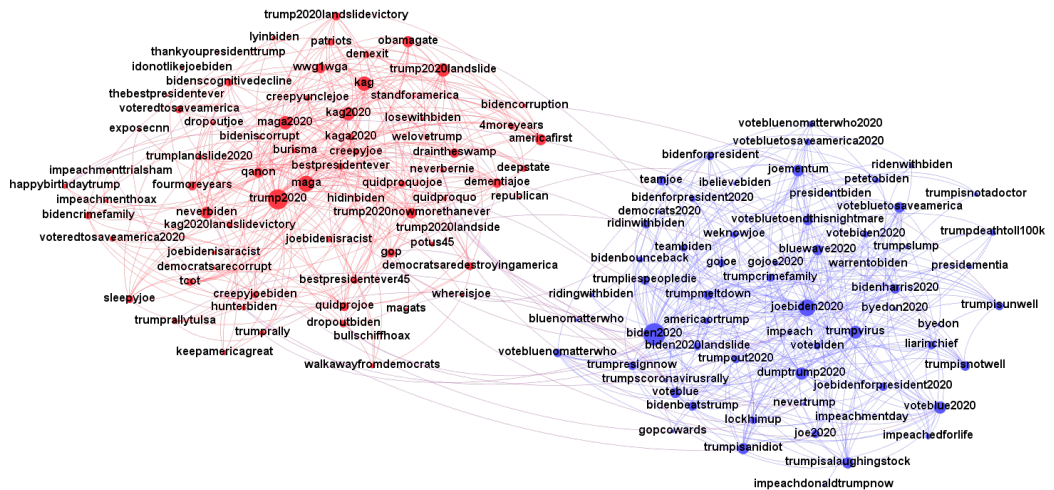 trump2020landslidevictory
lyinbiden
patriots
obamagate
thankyoupresidenttrump
demexit
idonotlikejoebiden
wwg1wga
trump2020landslide
bidenscognitivedecline
kag
thebestpresidentever
creepyunclejoe
standforamerica
voteredtosaveamerica
bidencorruption
kag2020
losewithbiden
exposecnn
dropoutjoe
maga2020
4moreyears
bideniscorrupt
kaga2020
welovetrump
americafirst
burisma
creepyjoe
draintheswamp
trumplandslide2020
bestpresidentever
neverbernie
deepstate
impeachmenttrialsham
qanon
happybirthdaytrump
fourmoreyears
maga
quidproquojoe
dementiajoe
impeachmenthoax
trump2020
hidinbiden
quidproquo
republican
bidencrimefamily
neverbiden
trump2020nowmorethanever
kag2020landslidevictory
trump2020landside
voteredtosaveamerica2020
joebidenisracist
potus45
joebidenisaracist
gop
democratsarecorrupt
democratsaredestroyingamerica
tcot
bestpresidentever45
sleepyjoe
creepyjoebiden
whereisjoe
hunterbiden
quidprojoe
magats
trumprallytulsa
dropoutbiden
trumprally
bullschiffhoax
keepamericagreat
walkawayfromdemocrats
votebluenomatterwho2020
votebluetosaveamerica2020
bidenforpresident
joementum
ridenwithbiden
teamjoe
ibelievebiden
petetobiden
bidenforpresident2020
presidentbiden
trumpisnotadoctor
democrats2020
votebluetosaveamerica
ridinwithbiden
votebluetoendthisnightmare
weknowjoe
votebiden2020
trumpdeathtoll100k
teambiden
bluewave2020
trumpslump
bidenbounceback
gojoe
gojoe2020
warrentobiden
presidementia
trumpliespeopledie
trumpcrimefamily
bidenharris2020
ridingwithbiden
trumpmeltdown
joebiden2020
trumpisunwell
bluenomatterwho
americaortrump
byedon2020
biden2020
impeach
trumpvirus
byedon
biden2020landslide
votebiden
liarinchief
votebluenomatterwho
trumpout2020
trumpresignnow
dumptrump2020
trumpisnotwell
trumpscoronavirusrally
joebidenforpresident2020
voteblue
nevertrump
bidenbeatstrump
voteblue2020
lockhimup
impeachmentday
gopcowards
joe2020
impeachedforlife
trumpisanidiot
trumpisalaughingstock
impeachdonaldtrumpnow